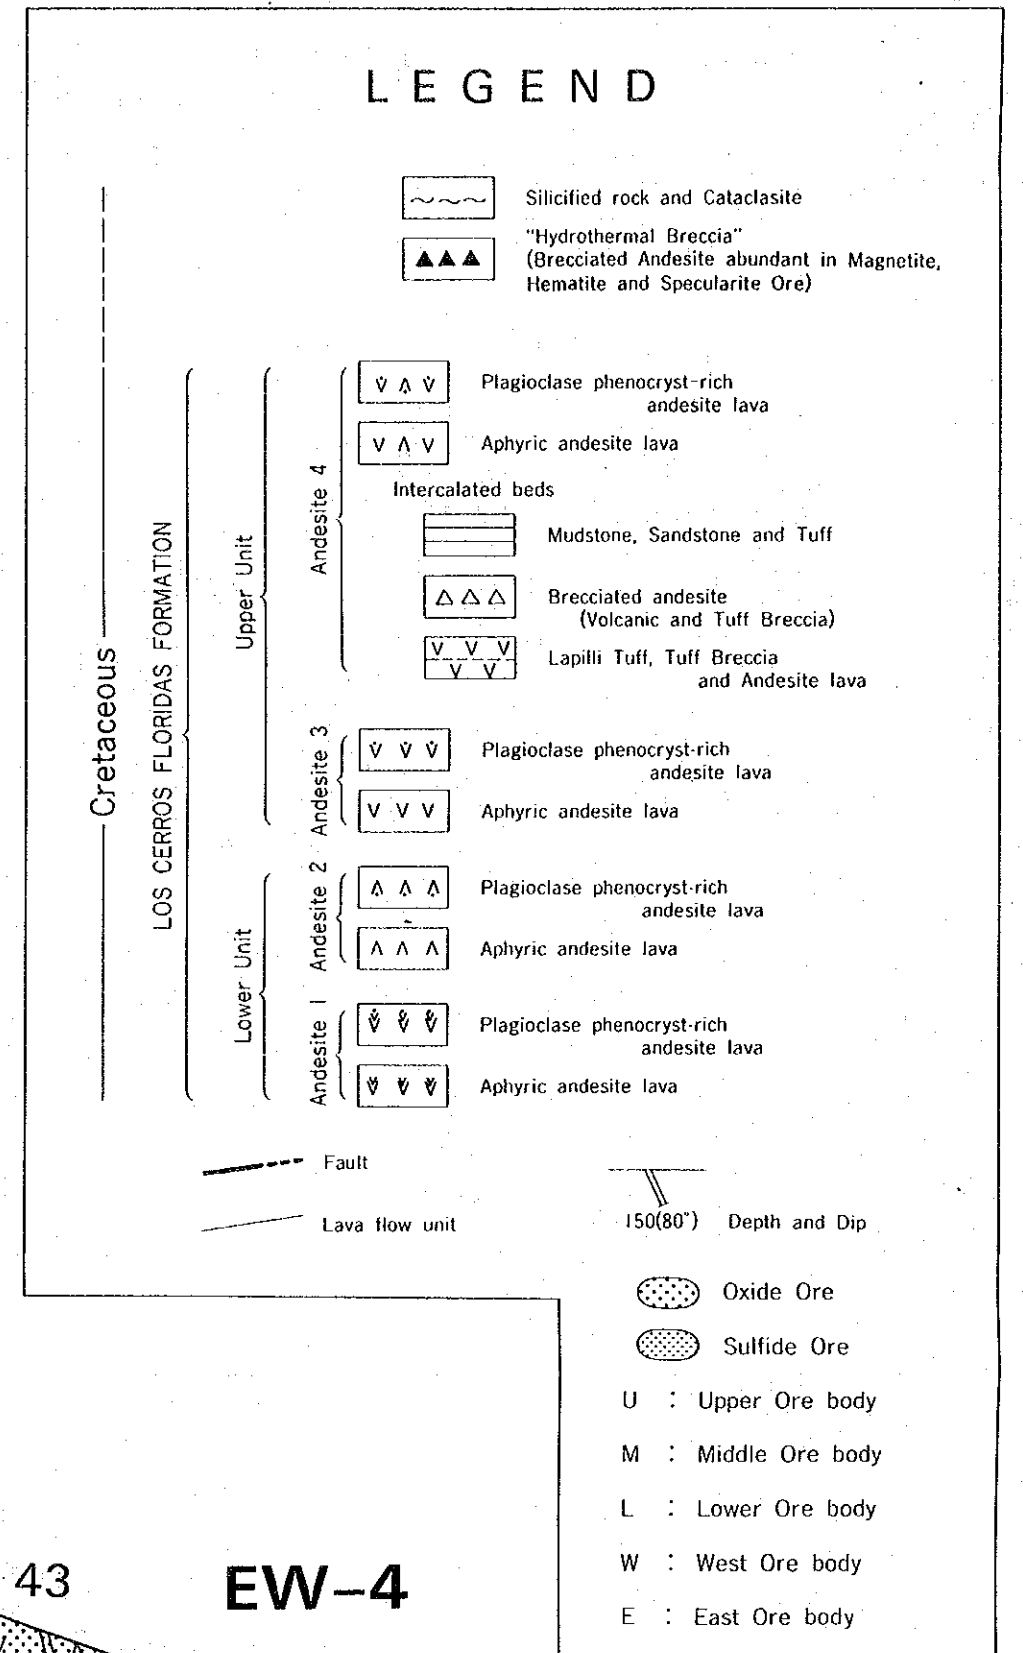 LEGEND
Silicified rock and Cataclasite
"Hydrothermal Breccia"
(Brecciated Andesite abundant in Magnetite,
Hematite and Specularite Ore)
Cretaceous
LOS CERROS FLORIDAS FORMATION
Upper Unit
Andesite 4
Plagioclase phenocryst-rich
andesite lava
Aphyric andesite lava
Intercalated beds
Mudstone, Sandstone and Tuff
Brecciated andesite
(Volcanic and Tuff Breccia)
Lapilli Tuff, Tuff Breccia
and Andesite lava
Andesite 3
Plagioclase phenocryst-rich
andesite lava
Aphyric andesite lava
Lower Unit
Andesite 2
Plagioclase phenocryst-rich
andesite lava
Aphyric andesite lava
Andesite 1
Plagioclase phenocryst-rich
andesite lava
Aphyric andesite lava
Fault
Lava flow unit
150(80°) Depth and Dip
Oxide Ore
Sulfide Ore
U : Upper Ore body
M : Middle Ore body
L : Lower Ore body
W : West Ore body
E : East Ore body
43
EW-4